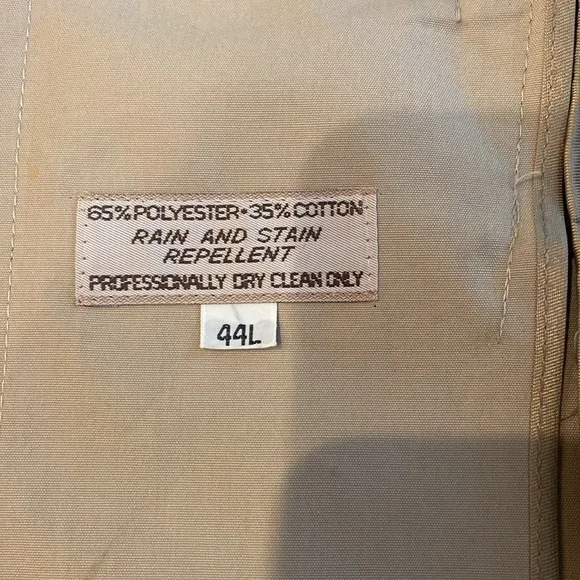 65% POLYESTER • 35% COTTON
RAIN AND STAIN
REPELLENT
PROFESSIONALLY DRY CLEAN ONLY
44L